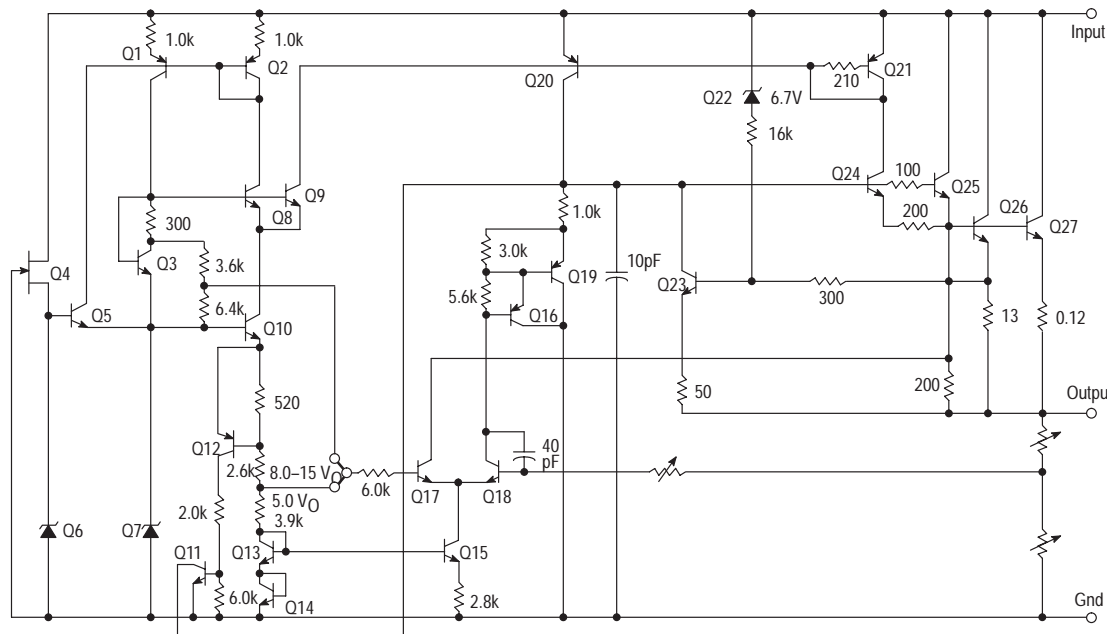 Input
Q1
1.0k
1.0k
Q2
Q20
Q21
210
Q22
6.7V
16k
Q24
100
Q25
Q9
Q8
1.0k
200
Q26
Q27
300
Q3
3.6k
3.0k
Q4
Q19
10pF
Q23
5.6k
6.4k
300
Q5
Q10
Q16
13
0.12
520
50
200
Output
Q12
40
pF
2.6k
8.0–15 VO
6.0k
Q17
Q18
5.0 VO
2.0k
3.9k
Q6
Q7
Q11
Q13
Q15
6.0k
Q14
2.8k
Gnd